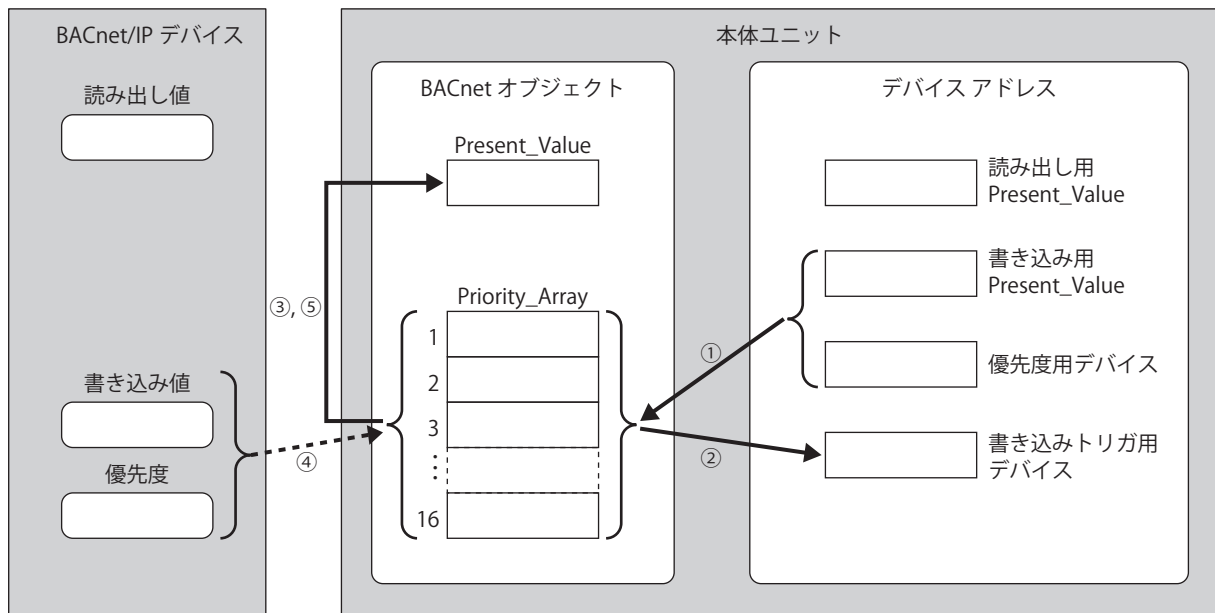 BACnet/IP デバイス
読み出し値
書き込み値
優先度
③, ⑤
④
本体ユニット
BACnet オブジェクト
Present_Value
Priority_Array
1
2
3
⋮
16
①
②
デバイス アドレス
読み出し用
Present_Value
書き込み用
Present_Value
優先度用デバイス
書き込みトリガ用
デバイス